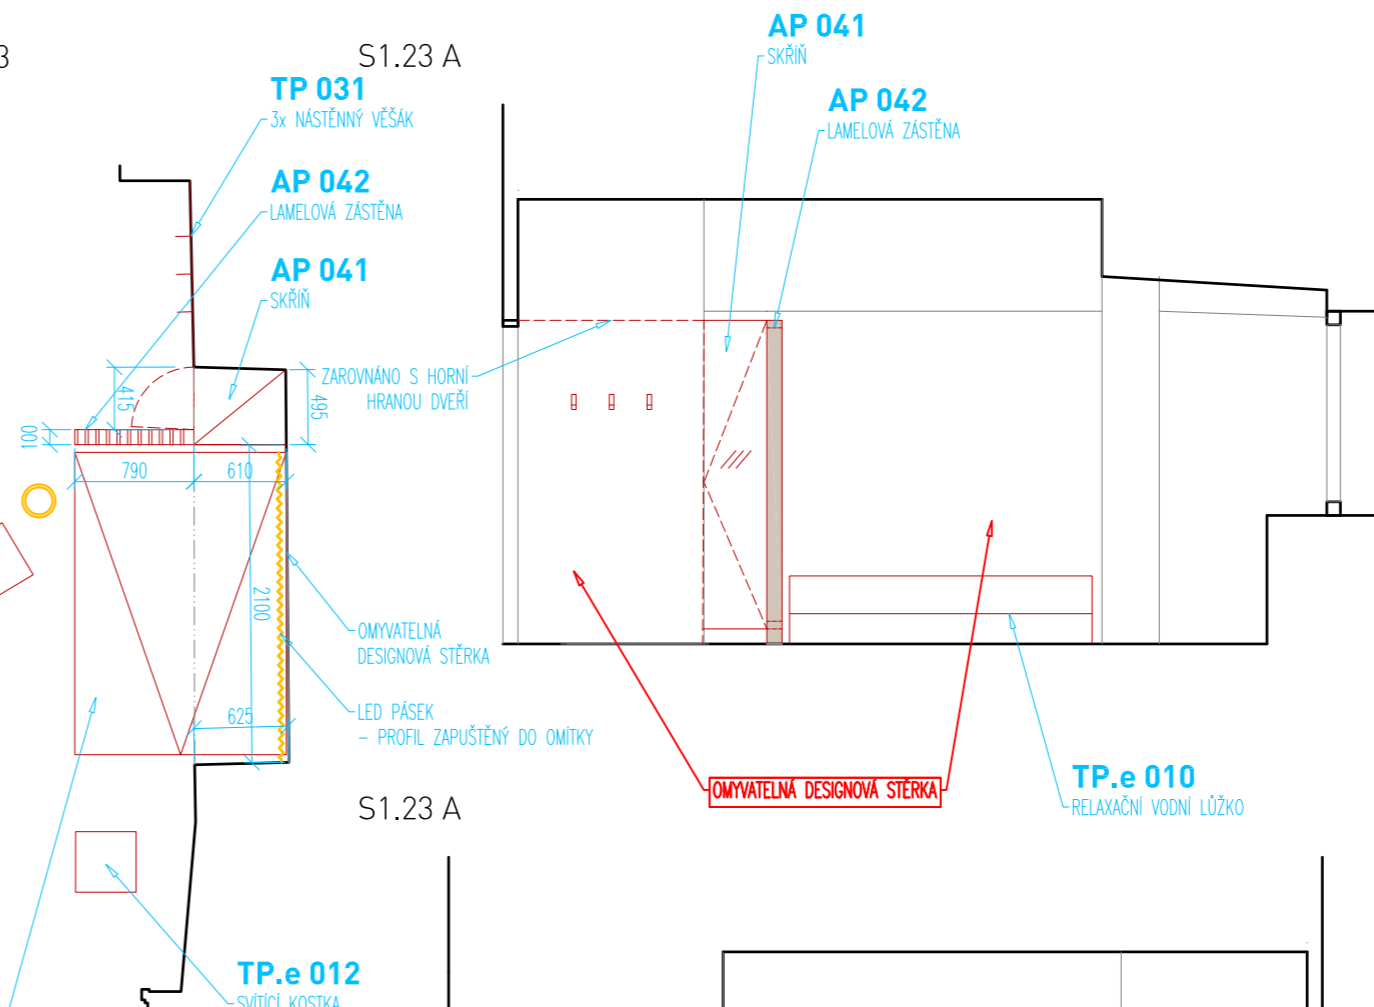 3
S1.23 A
TP 031
3x NÁSTĚNNÝ VĚŠÁK
AP 042
LAMELOVÁ ZÁSTĚNA
AP 041
SKŘÍŇ
AP 041
SKŘÍŇ
AP 042
LAMELOVÁ ZÁSTĚNA
ZAROVNÁNO S HORNÍ
HRANOU DVEŘÍ
415
495
100
790
610
2100
625
OMYVATELNÁ
DESIGNOVÁ STĚRKA
LED PÁSEK
– PROFIL ZAPUŠTĚNÝ DO OMÍTKY
OMYVATELNÁ DESIGNOVÁ STĚRKA
TP.e 010
RELAXAČNÍ VODNÍ LŮŽKO
S1.23 A
TP.e 012
SVÍTÍCÍ KOSTKA